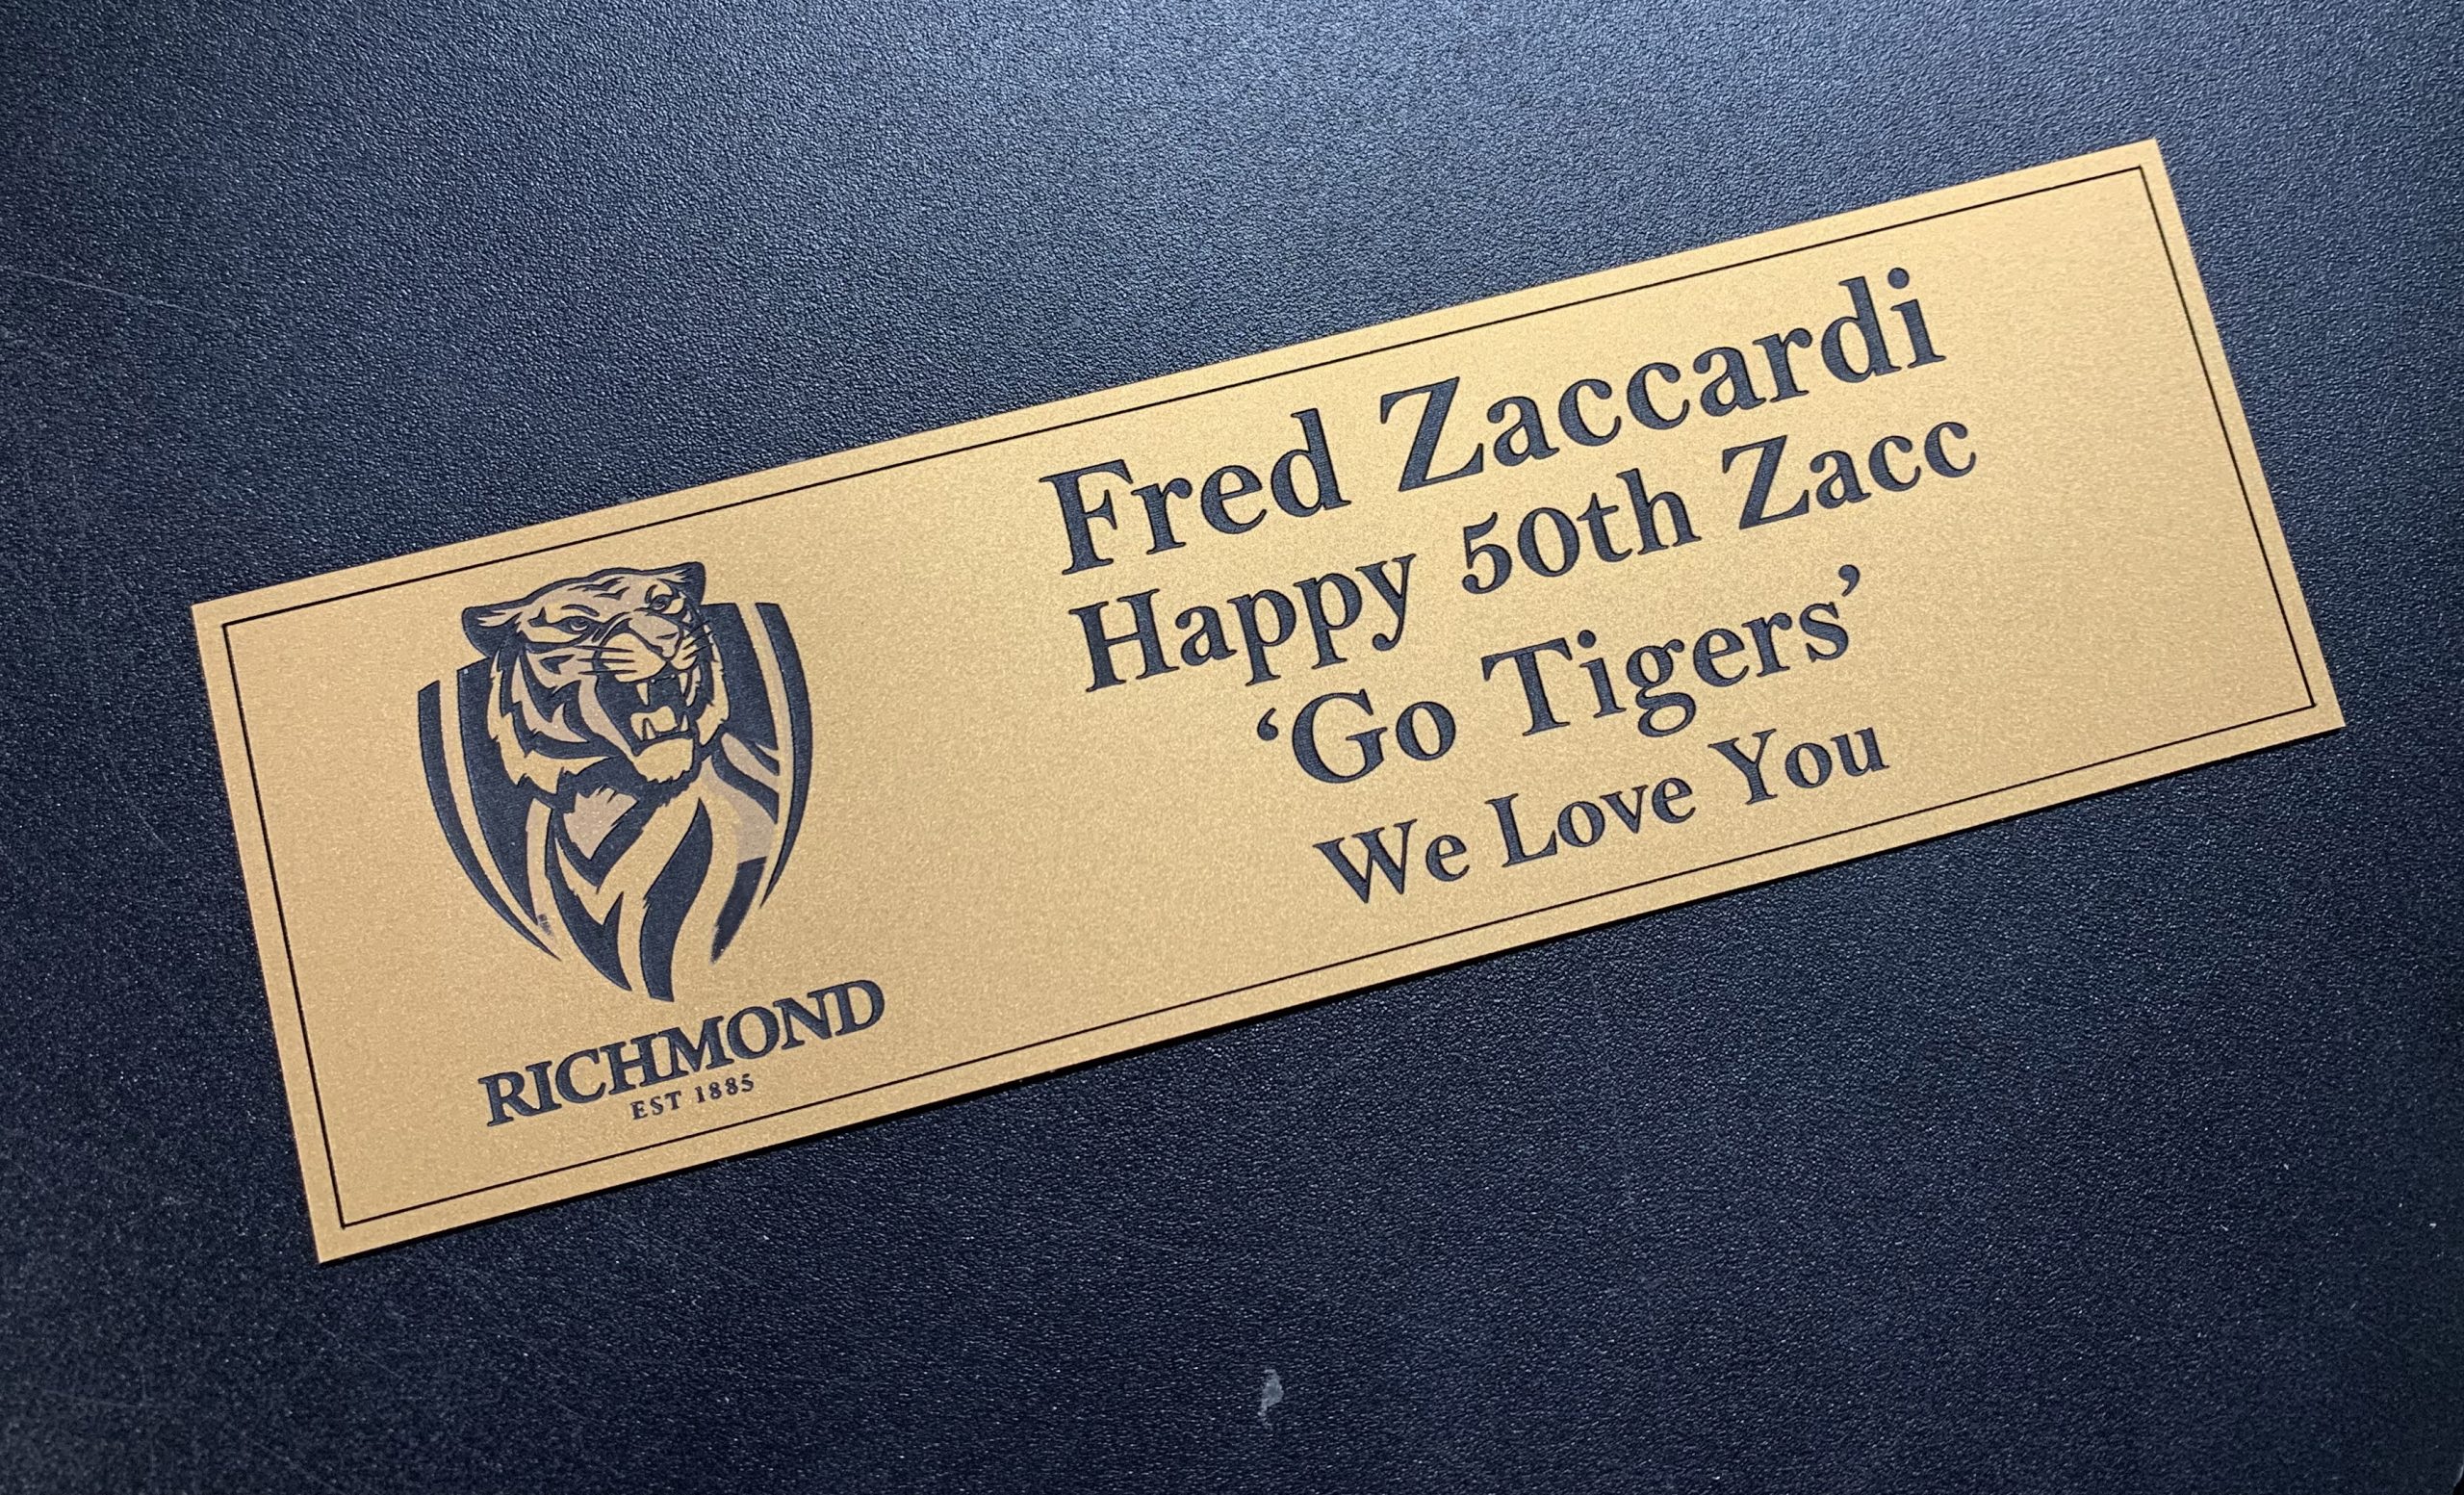 Fred Zaccardi
Happy 50th Zacc
‘Go Tigers’
We Love You
RICHMOND
EST 1885